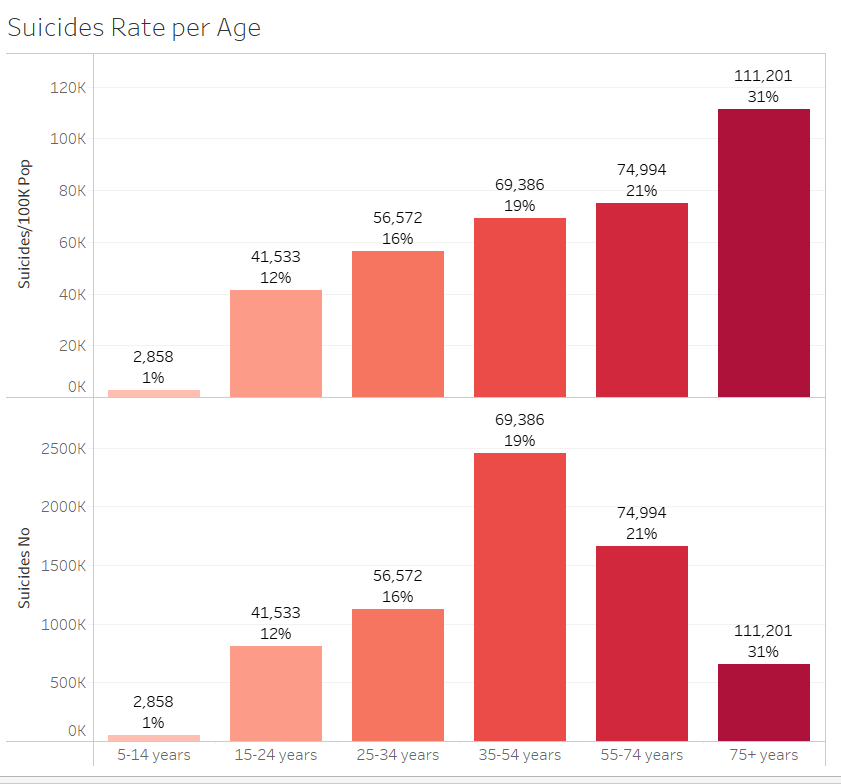 Suicides Rate per Age
Suicides/100K Pop
120K
100K
80K
60K
40K
20K
0K
2,858
1%
41,533
12%
56,572
16%
69,386
19%
74,994
21%
111,201
31%
Suicides No
2500K
2000K
1500K
1000K
500K
0K
2,858
1%
41,533
12%
56,572
16%
69,386
19%
74,994
21%
111,201
31%
5-14 years 15-24 years 25-34 years 35-54 years 55-74 years 75+ years